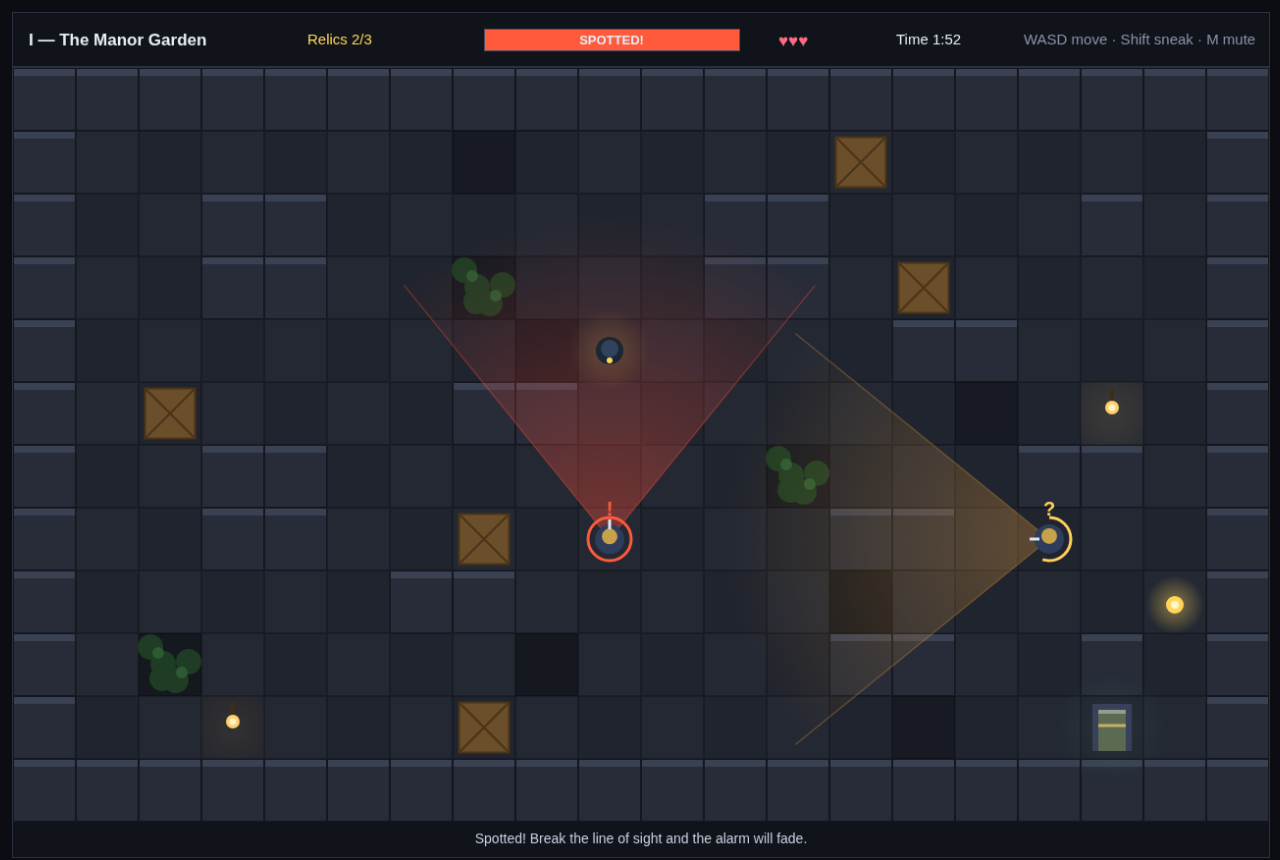 I — The Manor Garden
Relics 2/3
SPOTTED!
♥♥♥
Time 1:52
WASD move · Shift sneak · M mute
!
?
Spotted! Break the line of sight and the alarm will fade.